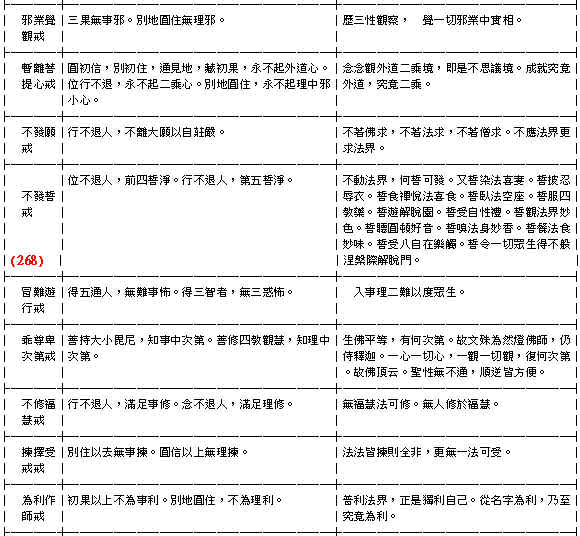 邪業覺觀戒
三果無事邪。別地圓住無理邪。
歷三性觀察，　覺一切邪業中實相。
暫離菩提心戒
圓初信，別初住，通見地，藏初果，永不起外道心。
位行不退，永不起二乘心。別地圓住，永不起理中邪
小心。
念念觀外道二乘境，即是不思議境。成就究竟
外道，究竟二乘。
不發願戒
行不退人，不離大願以自莊嚴。
不著佛求，不著法求，不著僧求。不應法界更
求法界。
不發誓戒
(268)
位不退人，前四誓淨。行不退人，第五誓淨。
不動法界，何誓可發。又誓染法喜妻。誓披忍
辱衣。誓食禪悅法喜食。誓臥法空座。誓服四
教藥。誓遊解脫園。誓受自性禮。誓觀法界妙
色。誓聽圓頓好音。誓嗅法身妙香。誓餐法食
妙味。誓受八自在樂觸。誓令一切眾生得不般
涅槃際解脫門。
冒難遊行戒
得五通人，無難事怖。得三智者，無三惑怖。
　入事理二難以度眾生。
乖尊卑次第戒
善持大小毘尼，知事中次第。善修四教觀慧，知理中
次第。
生佛平等，有何次第。故文殊為然燈佛師，仍
侍釋迦。一心一切心，一觀一切觀，復何次第
。故佛頂云。聖性無不通，順逆皆方便。
不修福慧戒
行不退人，滿足事修。念不退人，滿足理修。
無福慧法可修。無人修於福慧。
揀擇受戒戒
別住以去無事揀。圓信以上無理揀。
法法皆揀則全非，更無一法可受。
為利作師戒
初果以上不為事利。別地圓住，不為理利。
普利法界，正是獨利自己。從名字為利，乃至
究竟為利。